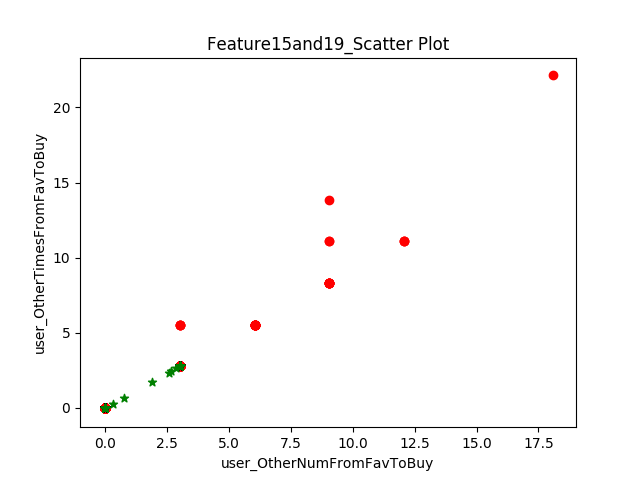 Feature15and19_Scatter Plot
user_OtherTimesFromFavToBuy
20
15
10
5
0
0.0 2.5 5.0 7.5 10.0 12.5 15.0 17.5
user_OtherNumFromFavToBuy